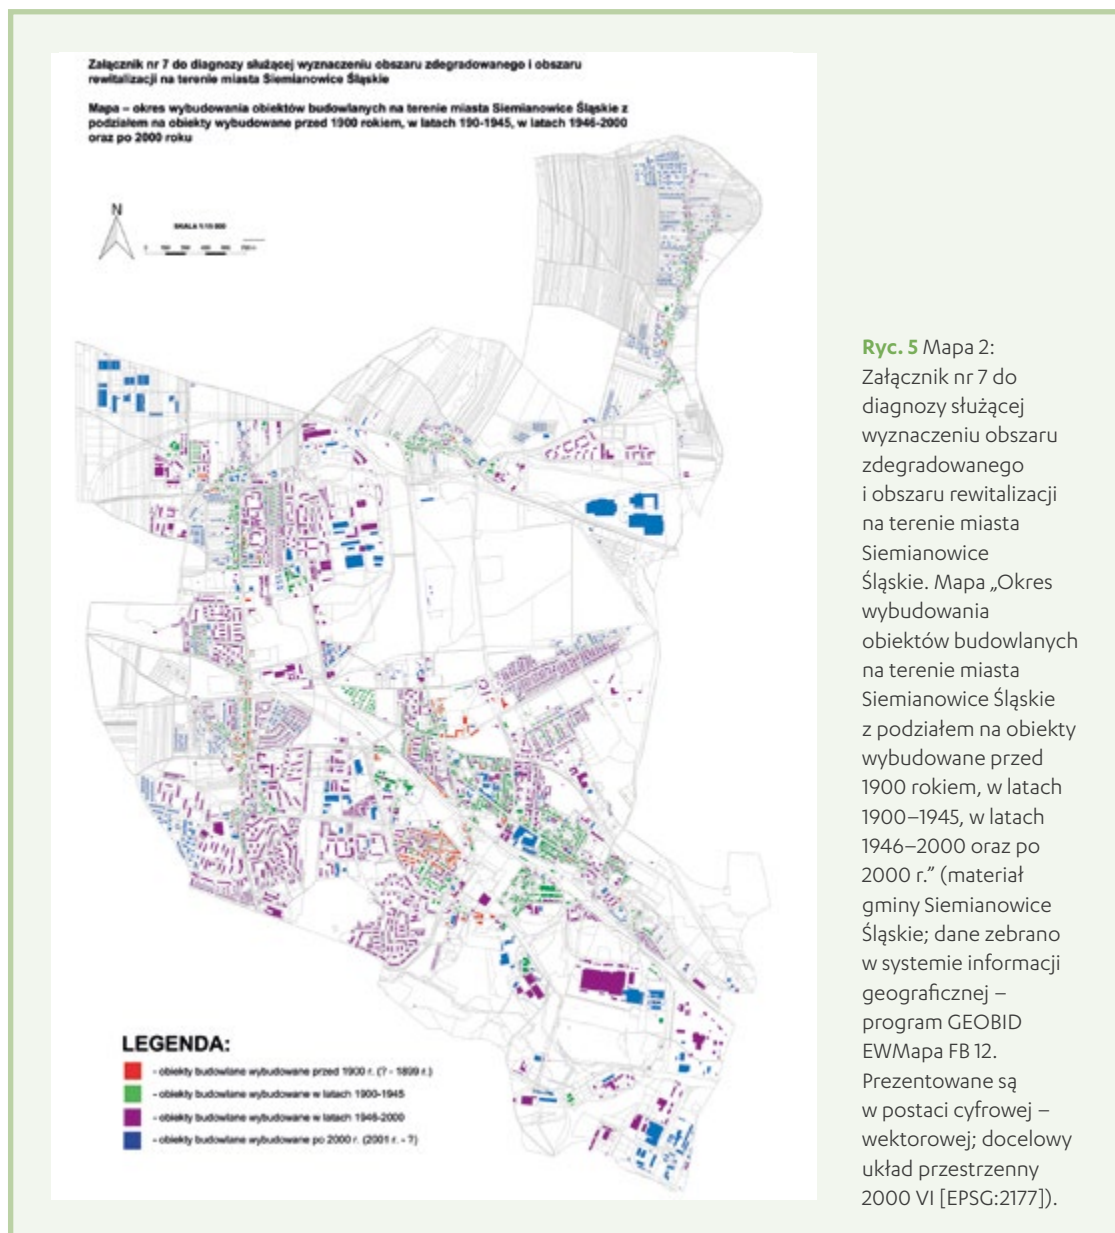 Załącznik nr 7 do diagnozy służącej wyznaczeniu obszaru zdegradowanego i obszaru
rewitalizacji na terenie miasta Siemianowice Śląskie
Mapa – okres wybudowania obiektów budowlanych na terenie miasta Siemianowice Śląskie z
podziałem na obiekty wybudowane przed 1900 rokiem, w latach 190-1945, w latach 1946-2000
oraz po 2000 roku
N
SKALA
LEGENDA:
- obiekty budowlane wybudowane przed 1900 r. (? - 1899 r.)
- obiekty budowlane wybudowane w latach 1900-1945
- obiekty budowlane wybudowane w latach 1946-2000
- obiekty budowlane wybudowane po 2000 r. (2001 r. - ?)
Ryc. 5 Mapa 2:
Załącznik nr 7 do
diagnozy służącej
wyznaczeniu obszaru
zdegradowanego
i obszaru rewitalizacji
na terenie miasta
Siemianowice
Śląskie. Mapa „Okres
wybudowania
obiektów budowlanych
na terenie miasta
Siemianowice Śląskie
z podziałem na obiekty
wybudowane przed
1900 rokiem, w latach
1900–1945, w latach
1946–2000 oraz po
2000 r.” (materiał
gminy Siemianowice
Śląskie; dane zebrano
w systemie informacji
geograficznej –
program GEOBID
EWMapa FB 12.
Prezentowane są
w postaci cyfrowej –
wektorowej; docelowy
układ przestrzenny
2000 VI [EPSG:2177]).